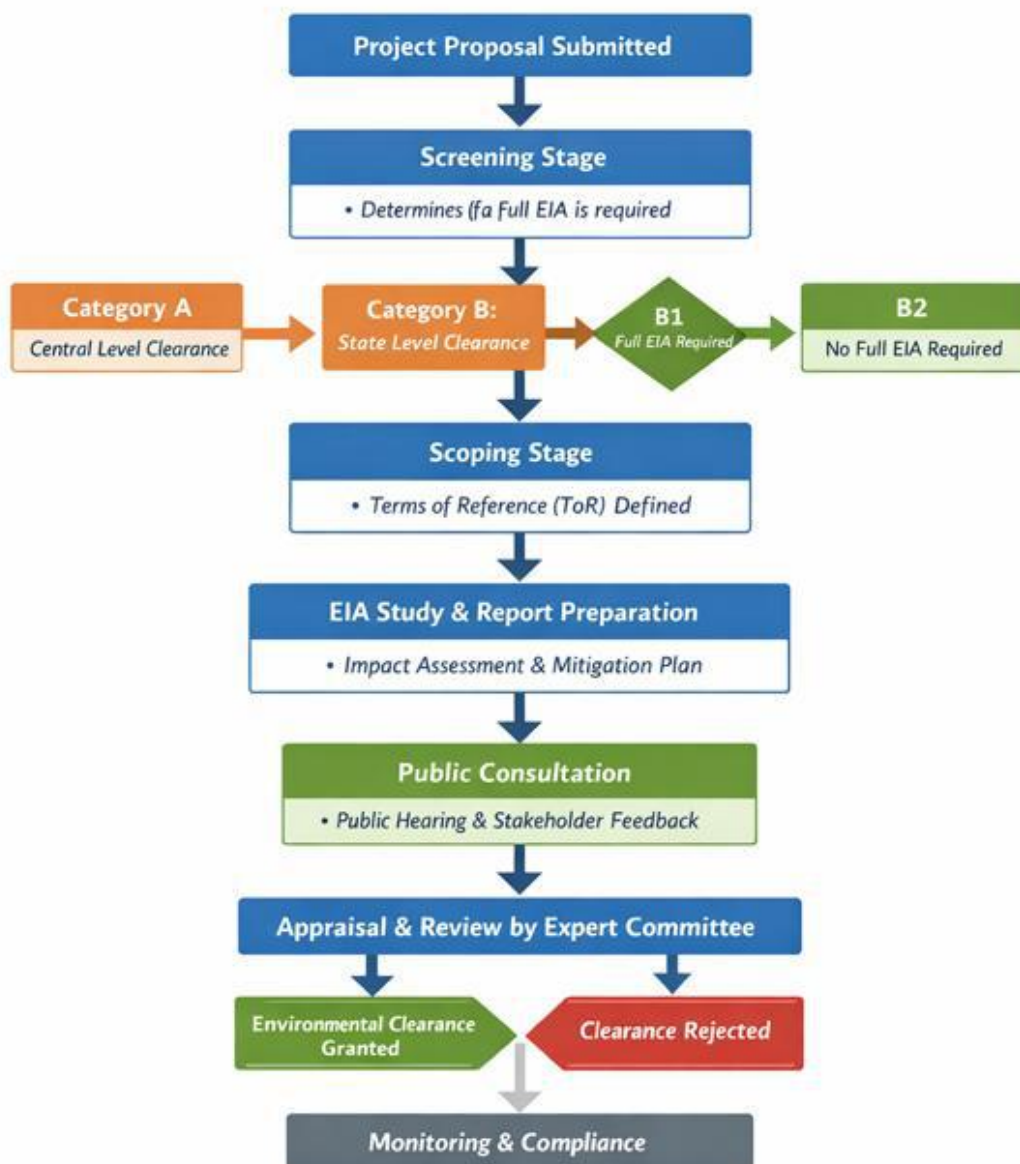 Project Proposal Submitted
Screening Stage
• Determines (fa Full EIA is required
Category A
Central Level Clearance
Category B:
State Level Clearance
B1
Full EIA Required
B2
No Full EIA Required
Scoping Stage
• Terms of Reference (ToR) Defined
EIA Study & Report Preparation
• Impact Assessment & Mitigation Plan
Public Consultation
• Public Hearing & Stakeholder Feedback
Appraisal & Review by Expert Committee
Environmental Clearance
Granted
Clearance Rejected
Monitoring & Compliance